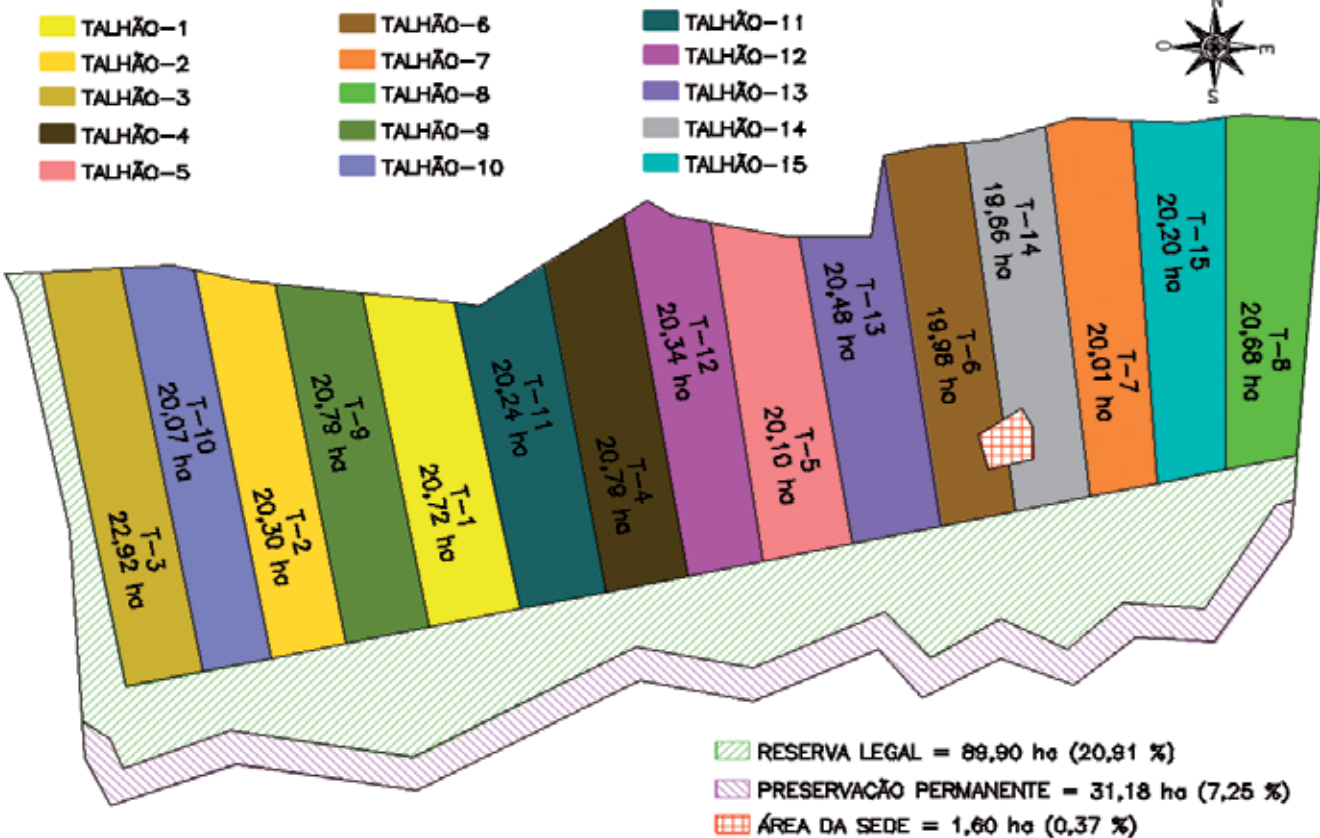 TALHÃO-1
TALHÃO-2
TALHÃO-3
TALHÃO-4
TALHÃO-5
TALHÃO-6
TALHÃO-7
TALHÃO-8
TALHÃO-9
TALHÃO-10
TALHÃO-11
TALHÃO-12
TALHÃO-13
TALHÃO-14
TALHÃO-15
N
O
E
S
T-3
22,92 ha
T-10
20,07 ha
T-2
20,30 ha
T-9
20,79 ha
T-1
20,72 ha
T-11
20,24 ha
T-4
20,79 ha
T-12
20,34 ha
T-5
20,10 ha
T-13
20,48 ha
T-6
19,98 ha
T-14
19,66 ha
T-7
20,01 ha
T-15
20,20 ha
T-8
20,68 ha
RESERVA LEGAL = 89,90 ha (20,91 %)
PRESERVAÇÃO PERMANENTE = 31,18 ha (7,25 %)
ÁREA DA SEDE = 1,60 ha (0,37 %)